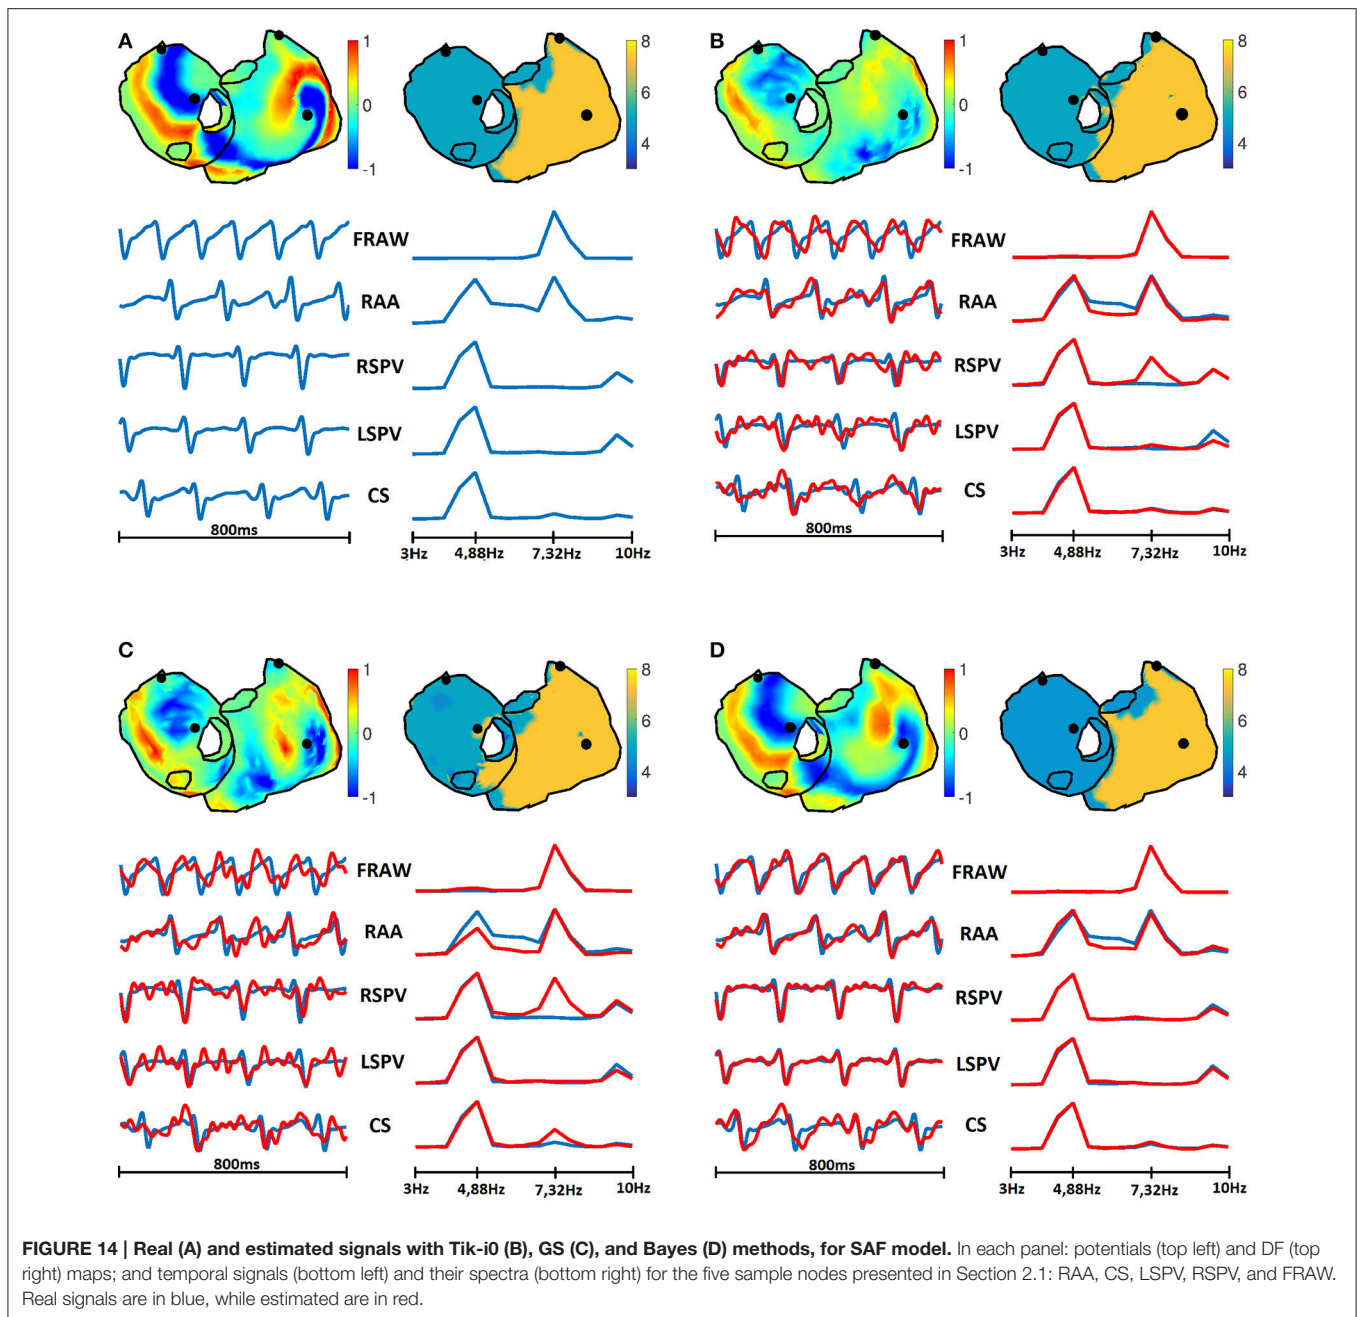 A
1
0
-1
8
6
4
FRAW
RAA
RSPV
LSPV
CS
800ms
3Hz
4,88Hz
7,32Hz
10Hz
B
1
0
-1
8
6
4
FRAW
RAA
RSPV
LSPV
CS
800ms
3Hz
4,88Hz
7,32Hz
10Hz
C
1
0
-1
8
6
4
FRAW
RAA
RSPV
LSPV
CS
800ms
3Hz
4,88Hz
7,32Hz
10Hz
D
1
0
-1
8
6
4
FRAW
RAA
RSPV
LSPV
CS
800ms
3Hz
4,88Hz
7,32Hz
10Hz
FIGURE 14 | Real (A) and estimated signals with Tik-i0 (B), GS (C), and Bayes (D) methods, for SAF model. In each panel: potentials (top left) and DF (top
right) maps; and temporal signals (bottom left) and their spectra (bottom right) for the five sample nodes presented in Section 2.1: RAA, CS, LSPV, RSPV, and FRAW.
Real signals are in blue, while estimated are in red.